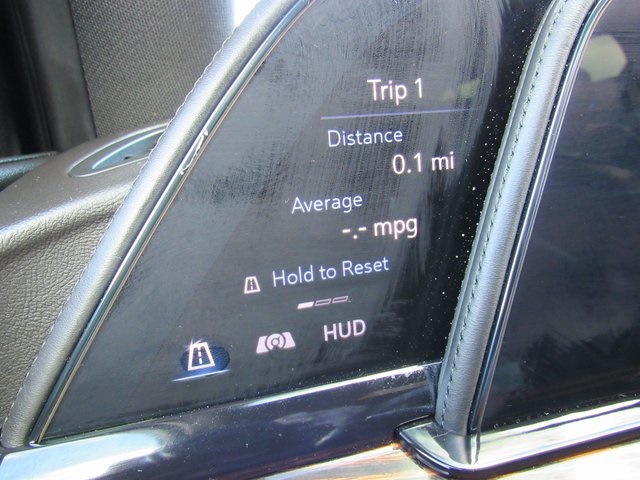 Trip 1
Distance
0.1 mi
Average
-.- mpg
Hold to Reset
HUD